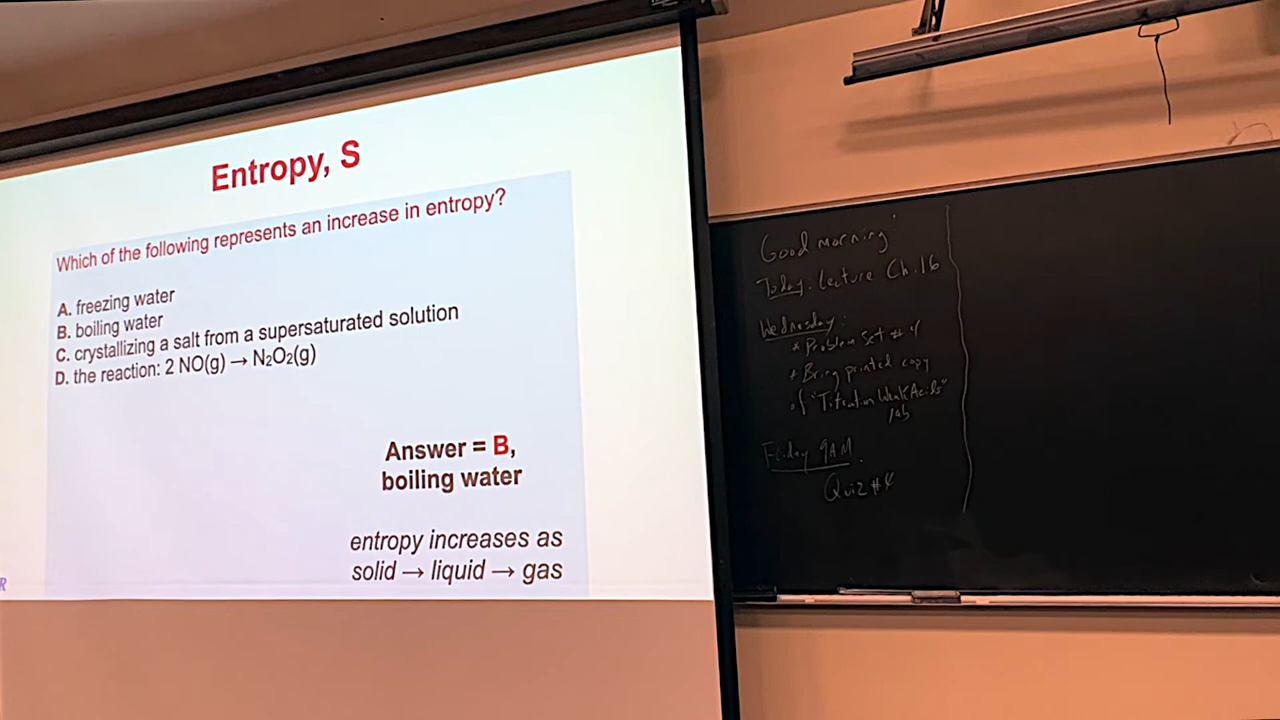 Entropy, S
Which of the following represents an increase in entropy?
A. freezing water
B. boiling water
C. crystallizing a salt from a supersaturated solution
D. the reaction: 2 NO(g) → N₂O₂(g)
Answer = B,
boiling water
entropy increases as
solid → liquid → gas
R
Good morning
Today: Lecture Ch.16
Wednesday:
* Problem Set #4
* Bring printed copy
of "Titration Weak Acids"
lab
Friday 9AM
Quiz #4